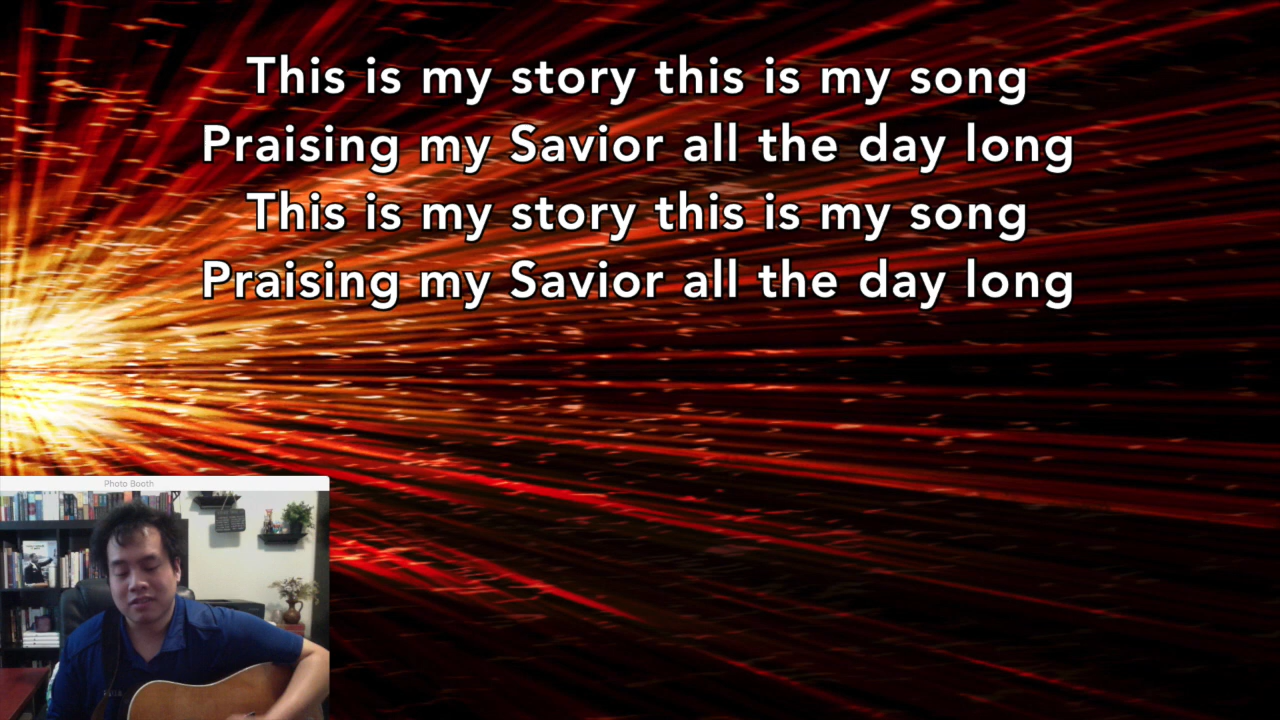 This is my story this is my song
Praising my Savior all the day long
This is my story this is my song
Praising my Savior all the day long
Photo Booth